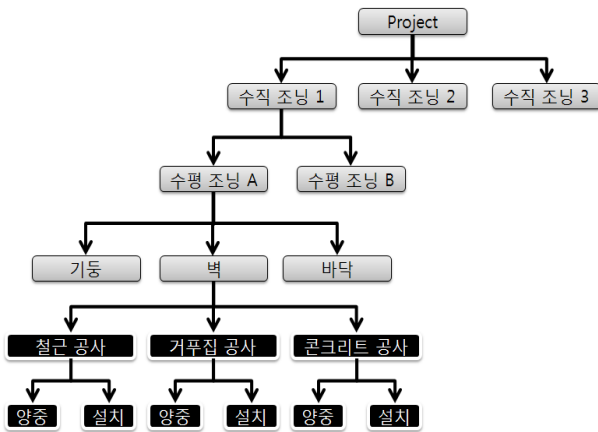 Project
수직 조닝 1
수직 조닝 2
수직 조닝 3
수평 조닝 A
수평 조닝 B
기둥
벽
바닥
철근 공사
거푸집 공사
콘크리트 공사
양중
설치
양중
설치
양중
설치